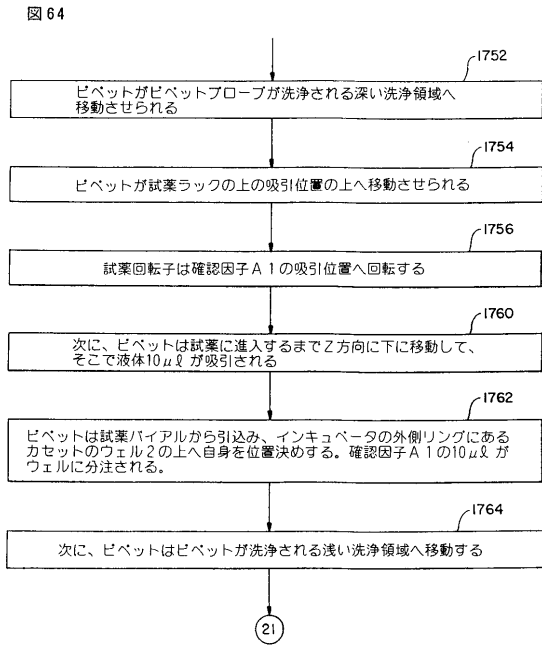 図64
1752
ピペットがピペットプローブが洗浄される深い洗浄領域へ
移動させられる
1754
ピペットが試薬ラックの上の吸引位置の上へ移動させられる
1756
試薬回転子は確認因子A1の吸引位置へ回転する
1760
次に、ピペットは試薬に進入するまでZ方向に下に移動して、
そこで液体10μℓが吸引される
1762
ピペットは試薬バイアルから引込み、インキュベータの外側リングにある
カセットのウェル2の上へ自身を位置決めする。確認因子A1の10μℓが
ウェルに分注される。
1764
次に、ピペットはピペットが洗浄される浅い洗浄領域へ移動する
21